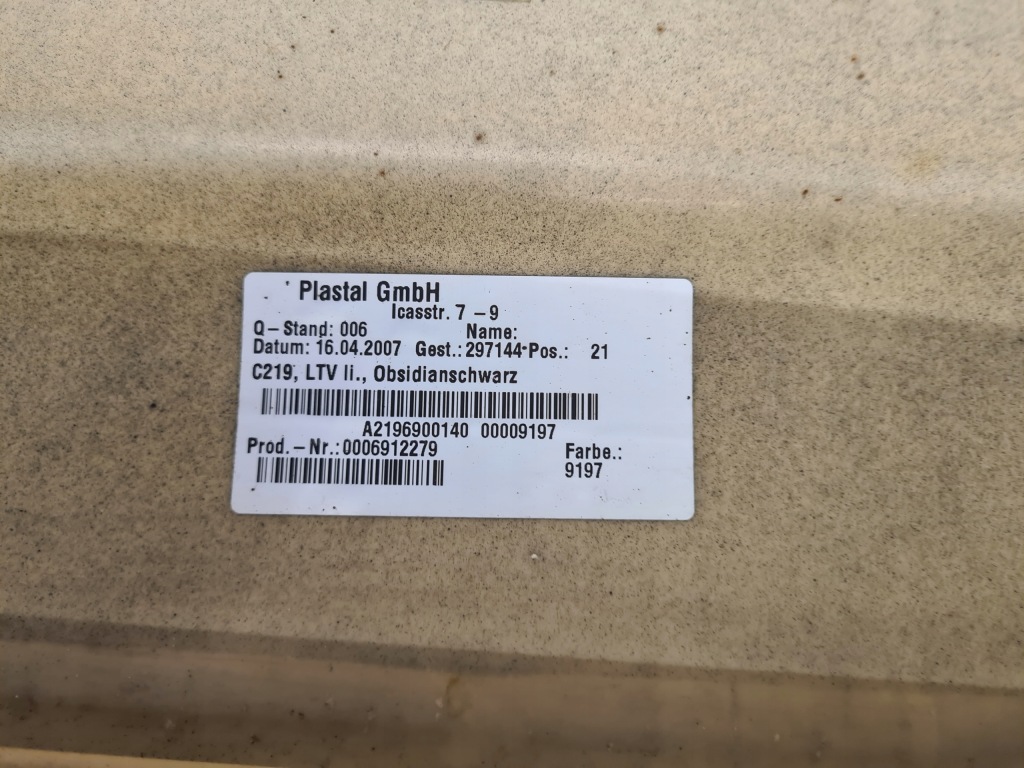 Plastal GmbH
Icasstr. 7 - 9
Q-Stand: 006 Name:
Datum: 16.04.2007 Gest.: 297144 Pos.: 21
C219, LTV li., Obsidianschwarz
A2196900140 00009197
Prod.-Nr.:0006912279 Farbe.:
9197